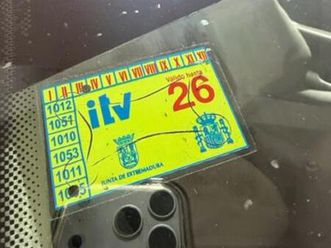 I II III IV V VI VII VIII IX X XI XII
1012
1051
1010
1053
1011
itv
Válido hasta
26
JUNTA DE EXTREMADURA